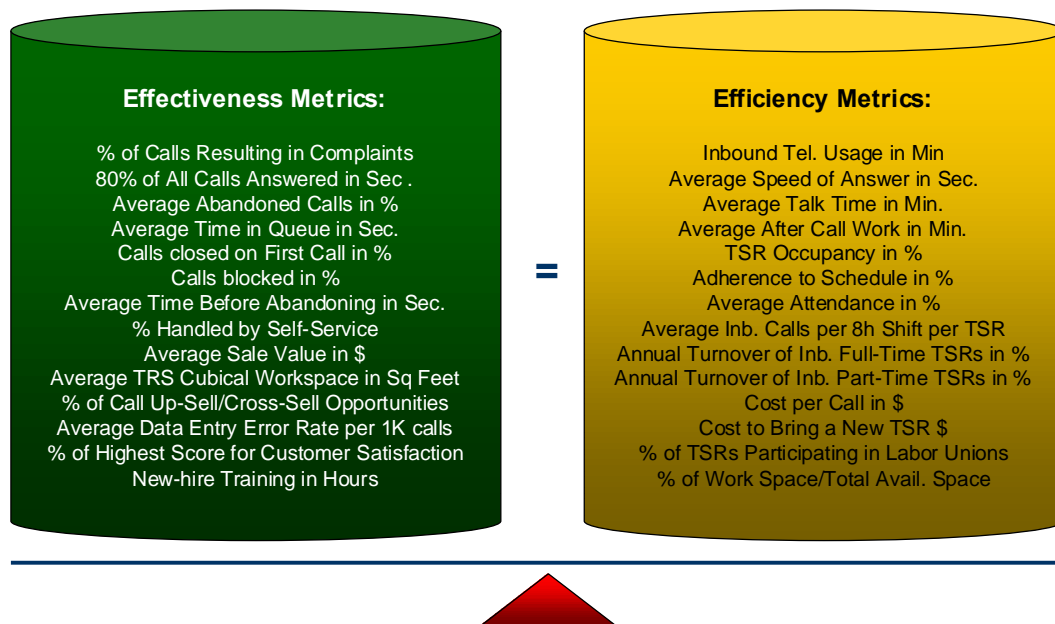 Effectiveness Metrics:
% of Calls Resulting in Complaints
80% of All Calls Answered in Sec .
Average Abandoned Calls in %
Average Time in Queue in Sec.
Calls closed on First Call in %
Calls blocked in %
Average Time Before Abandoning in Sec.
% Handled by Self-Service
Average Sale Value in $
Average TRS Cubical Workspace in Sq Feet
% of Call Up-Sell/Cross-Sell Opportunities
Average Data Entry Error Rate per 1K calls
% of Highest Score for Customer Satisfaction
New-hire Training in Hours
=
Efficiency Metrics:
Inbound Tel. Usage in Min
Average Speed of Answer in Sec.
Average Talk Time in Min.
Average After Call Work in Min.
TSR Occupancy in %
Adherence to Schedule in %
Average Attendance in %
Average Inb. Calls per 8h Shift per TSR
Annual Turnover of Inb. Full-Time TSRs in %
Annual Turnover of Inb. Part-Time TSRs in %
Cost per Call in $
Cost to Bring a New TSR $
% of TSRs Participating in Labor Unions
% of Work Space/Total Avail. Space